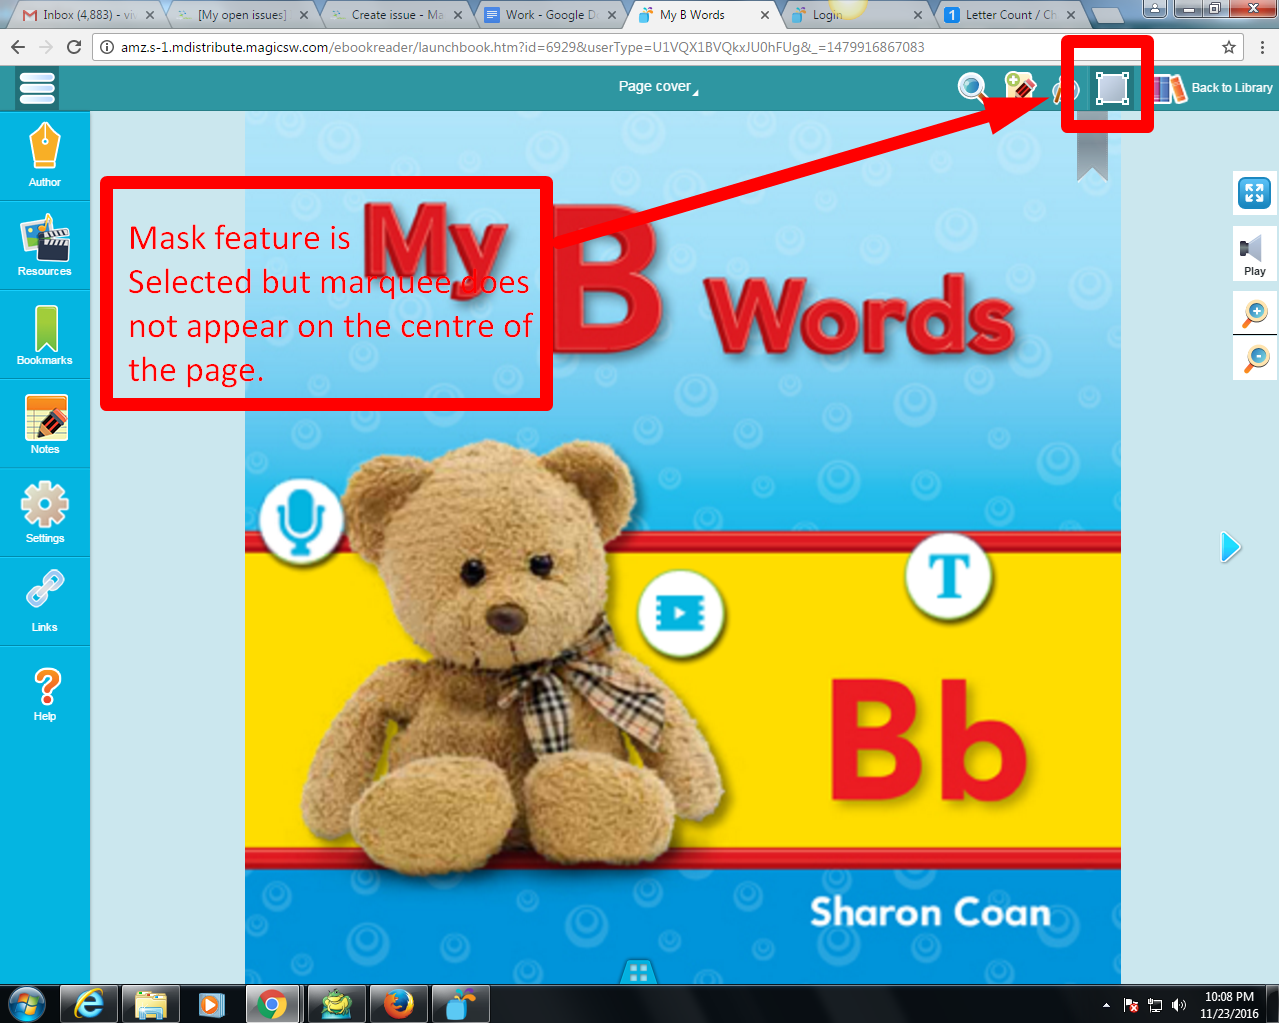 Inbox (4,883) - viv
[My open issues]
Create issue - Ma
Work - Google D
My B Words
Login
1 Letter Count / Ch
amz.s-1.mdistribute.magicsw.com/ebookreader/launchbook.htm?id=6929&userType=U1VQX1BVQkxJU0hFUg&_=1479916867083
Page cover
Back to Library
Author
Resources
Bookmarks
Notes
Settings
Links
Help
Mask feature is
Selected but marquee does
not appear on the centre of
the page.
My B Words
Play
T
Bb
Sharon Coan
10:08 PM
11/23/2016